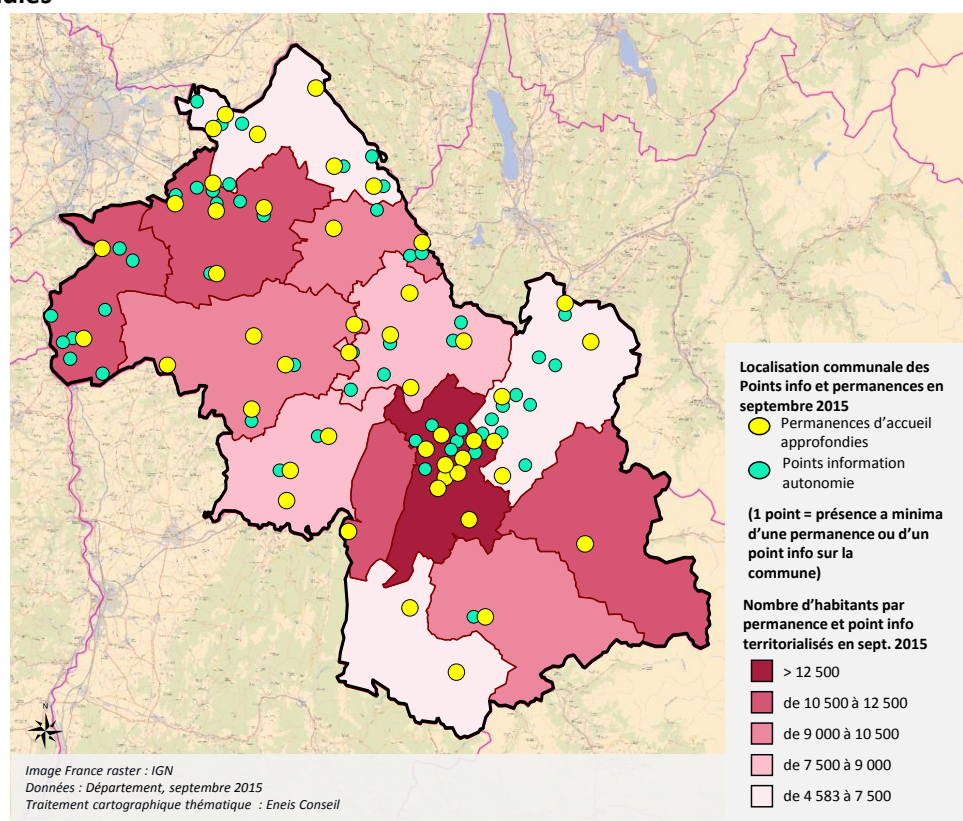 Localisation communale des
Points info et permanences en
septembre 2015
Permanences d'accueil
approfondies
Points information
autonomie
(1 point = présence a minima
d'une permanence ou d'un
point info sur la
commune)
Nombre d'habitants par
permanence et point info
territorialisés en sept. 2015
> 12 500
de 10 500 à 12 500
de 9 000 à 10 500
de 7 500 à 9 000
de 4 583 à 7 500
N
Image France raster : IGN
Données : Département, septembre 2015
Traitement cartographique thématique : Eneis Conseil